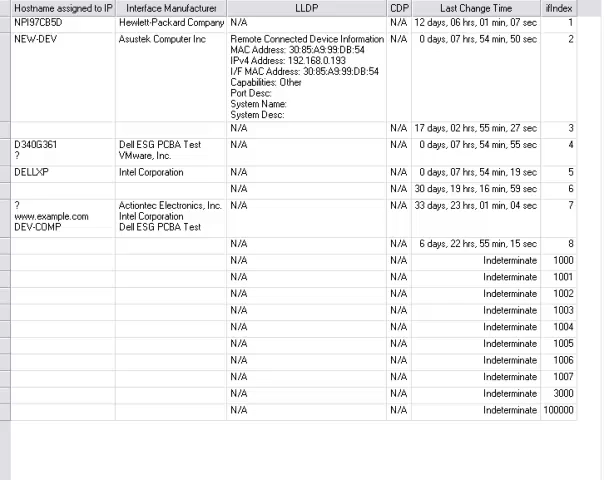 Hostname assigned to IP Interface Manufacturer LLDP CDP Last Change Time ifIndex
NPI97CB5D Hewlett-Packard Company N/A N/A 12 days, 06 hrs, 01 min, 07 sec 1
NEW-DEV Asustek Computer Inc Remote Connected Device Information N/A 0 days, 07 hrs, 54 min, 50 sec 2
MAC Address: 30:85:A9:99:DB:54
IPv4 Address: 192.168.0.193
I/F MAC Address: 30:85:A9:99:DB:54
Capabilities: Other
Port Desc:
System Name:
System Desc:
N/A N/A 17 days, 02 hrs, 55 min, 27 sec 3
D340G361 Dell ESG PCBA Test N/A N/A 0 days, 07 hrs, 54 min, 55 sec 4
? VMware, Inc.
DELLXP Intel Corporation N/A N/A 0 days, 07 hrs, 54 min, 19 sec 5
N/A N/A 30 days, 19 hrs, 16 min, 59 sec 6
? Actiontec Electronics, Inc. N/A N/A 33 days, 23 hrs, 01 min, 04 sec 7
www.example.com Intel Corporation
DEV-COMP Dell ESG PCBA Test
N/A N/A 6 days, 22 hrs, 55 min, 15 sec 8
N/A N/A Indeterminate 1000
N/A N/A Indeterminate 1001
N/A N/A Indeterminate 1002
N/A N/A Indeterminate 1003
N/A N/A Indeterminate 1004
N/A N/A Indeterminate 1005
N/A N/A Indeterminate 1006
N/A N/A Indeterminate 1007
N/A N/A Indeterminate 3000
N/A N/A Indeterminate 100000